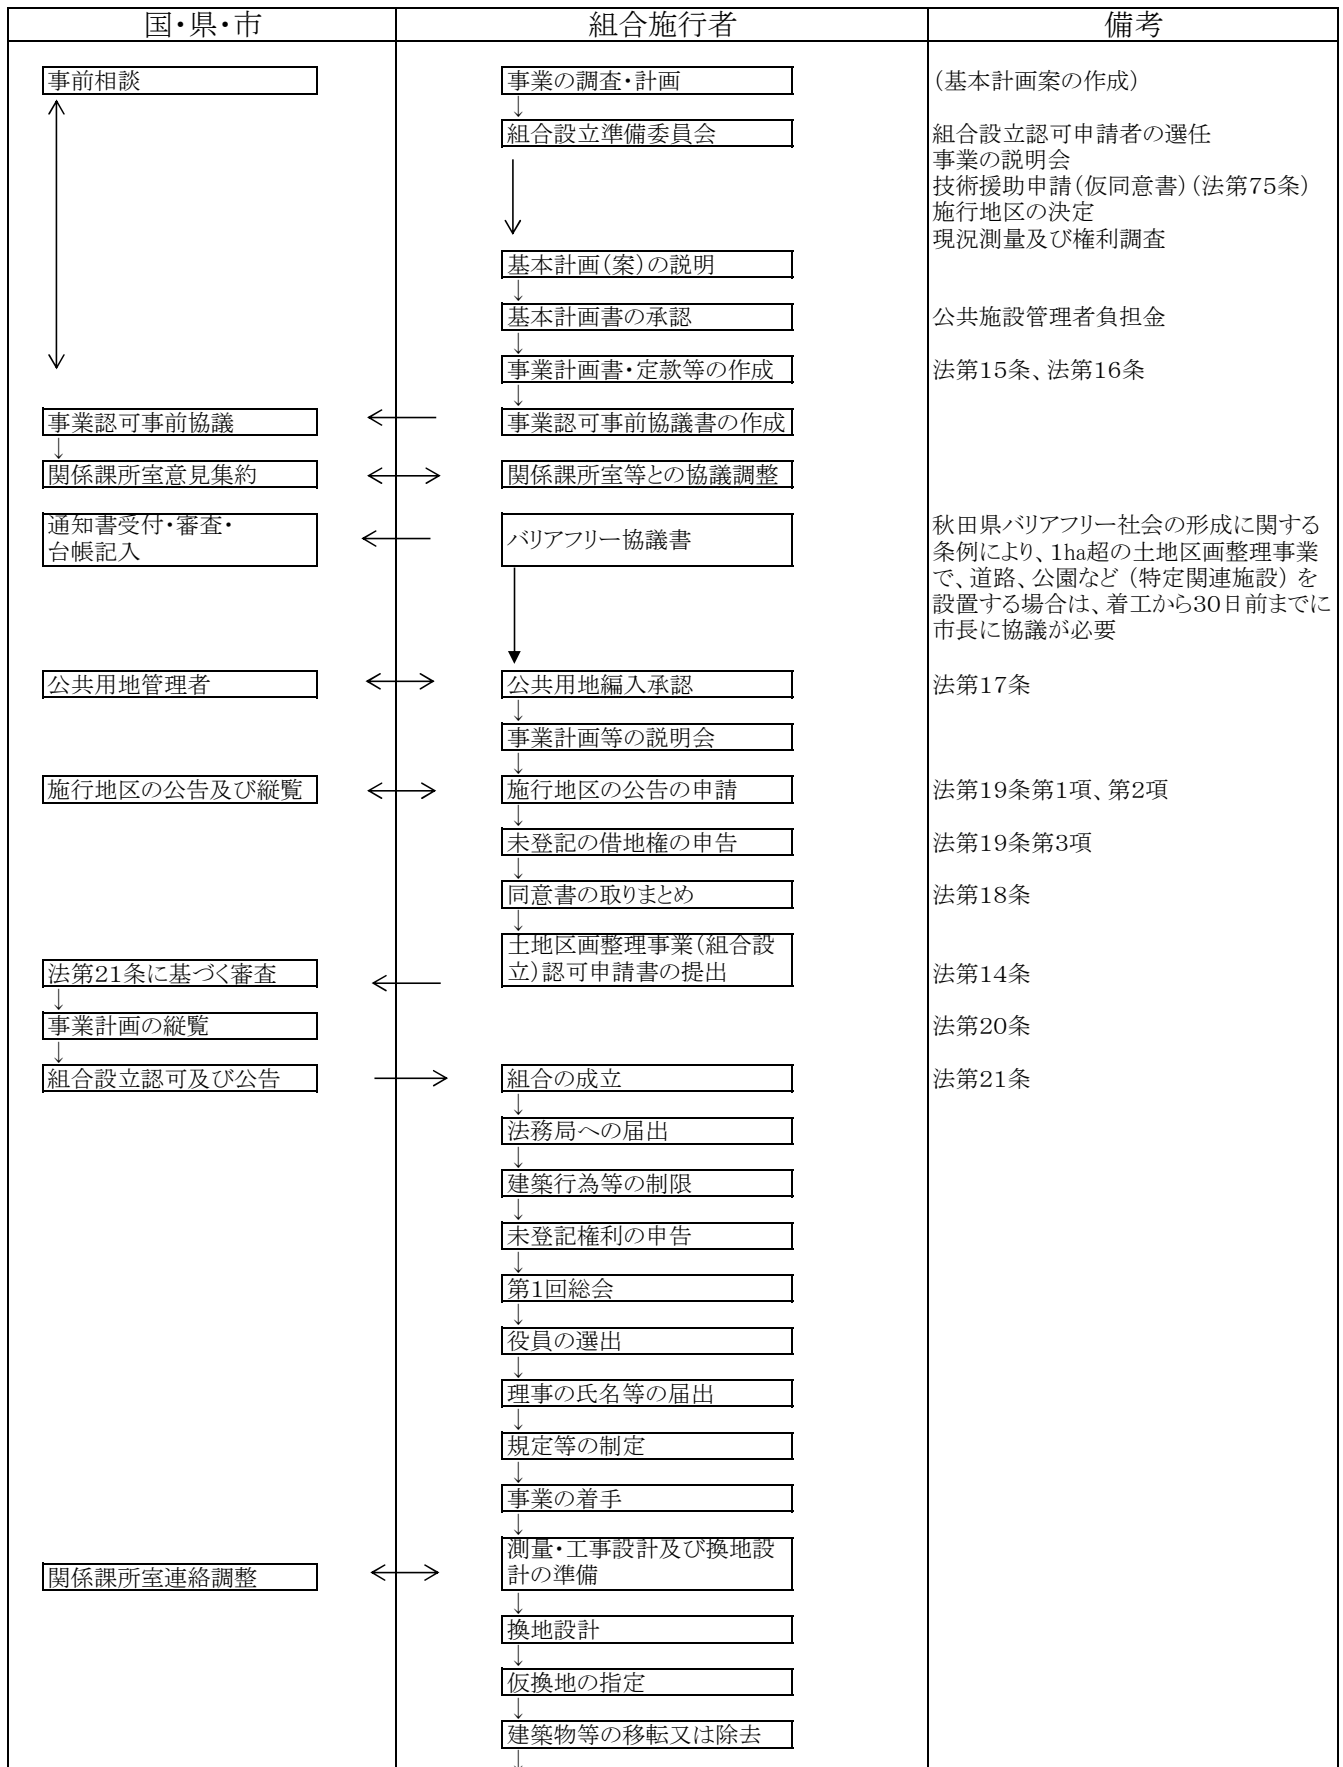 国・県・市
組合施行者
備考
事前相談
事業の調査・計画
（基本計画案の作成）
組合設立準備委員会
組合設立認可申請者の選任
事業の説明会
技術援助申請（仮同意書）（法第75条）
施行地区の決定
現況測量及び権利調査
基本計画（案）の説明
基本計画書の承認
公共施設管理者負担金
事業計画書・定款等の作成
法第15条、法第16条
事業認可事前協議
事業認可事前協議書の作成
関係課所室意見集約
関係課所室等との協議調整
通知書受付・審査・
台帳記入
バリアフリー協議書
秋田県バリアフリー社会の形成に関する
条例により、1ha超の土地区画整理事業
で、道路、公園など（特定関連施設）を
設置する場合は、着工から30日前までに
市長に協議が必要
公共用地管理者
公共用地編入承認
法第17条
事業計画等の説明会
施行地区の公告及び縦覧
施行地区の公告の申請
法第19条第1項、第2項
未登記の借地権の申告
法第19条第3項
同意書の取りまとめ
法第18条
土地区画整理事業（組合設
立）認可申請書の提出
法第21条に基づく審査
法第14条
事業計画の縦覧
法第20条
組合設立認可及び公告
組合の成立
法第21条
法務局への届出
建築行為等の制限
未登記権利の申告
第1回総会
役員の選出
理事の氏名等の届出
規定等の制定
事業の着手
測量・工事設計及び換地設
計の準備
関係課所室連絡調整
換地設計
仮換地の指定
建築物等の移転又は除去